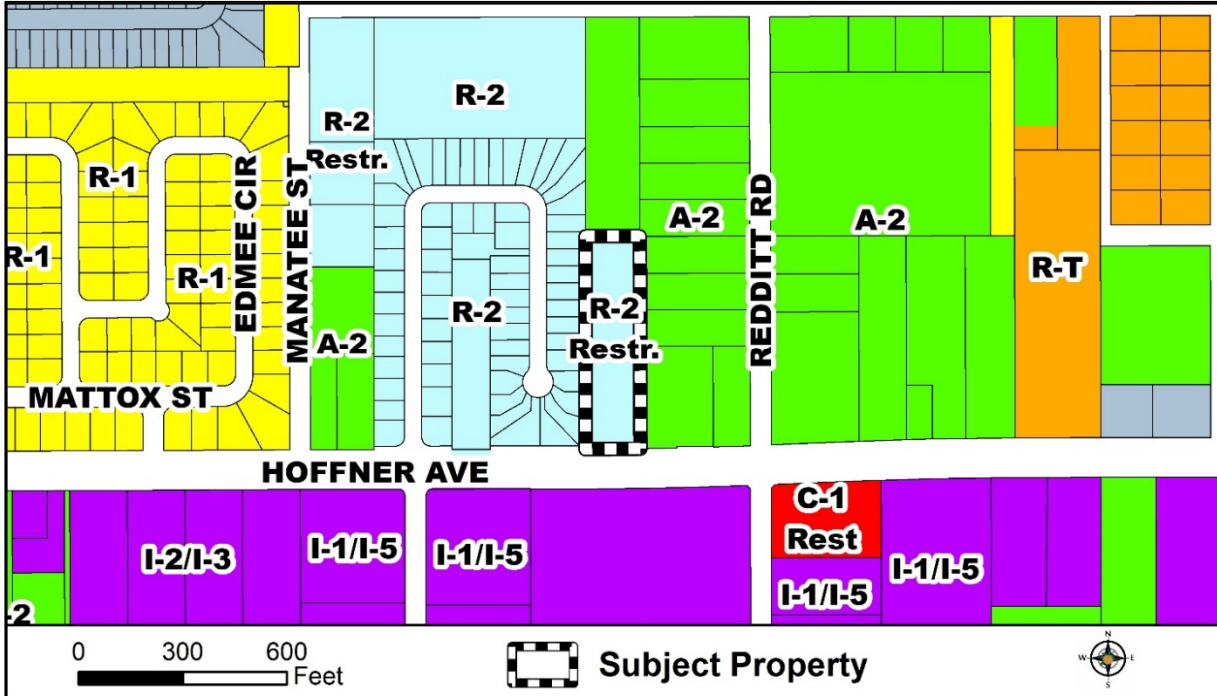 R-2
R-2
Restr.
R-1
EDMEE CIR
MANATEE ST
A-2
REDDITT RD
A-2
R-1
R-1
R-T
R-2
R-2
Restr.
A-2
MATTOX ST
HOFFNER AVE
C-1
Rest
I-2/I-3
I-1/I-5
I-1/I-5
I-1/I-5
I-1/I-5
-2
0 300 600
Feet
Subject Property
N
W E
S